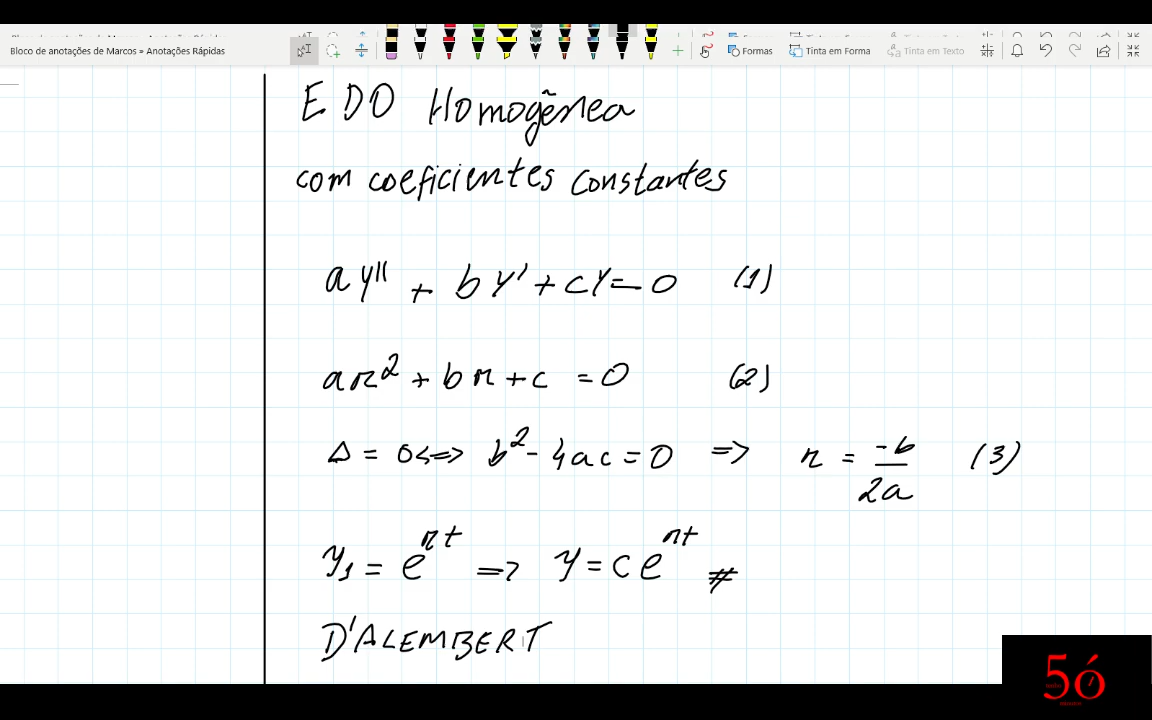 Bloco de anotações de Marcos » Anotações Rápidas
Formas
Tinta em Forma
Tinta em Texto
EDO Homogênea
com coeficientes constantes
ay'' + by' + cy = 0 (1)
ar² + br + c = 0 (2)
Δ = 0 <=> b² - 4ac = 0 => r = -b/2a (3)
y₁ = e^{rt} => y = ce^{rt} #
D'ALEMBERT
5ó